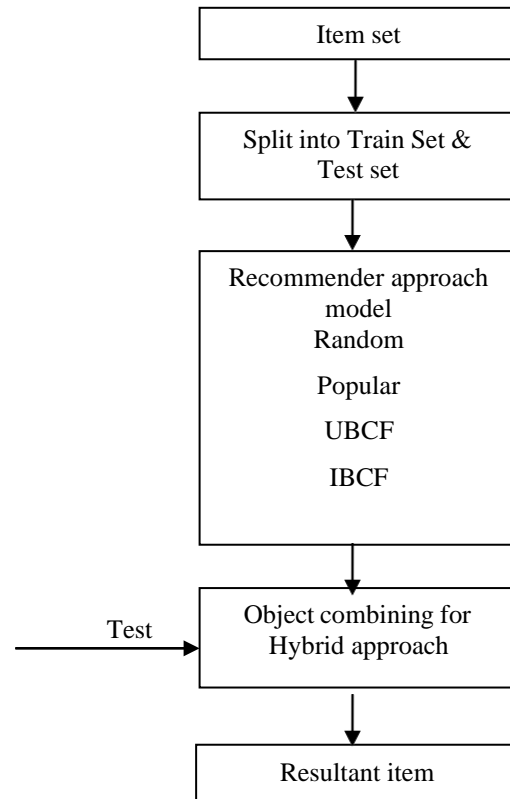 Item set
Split into Train Set &
Test set
Recommender approach
model
Random
Popular
UBCF
IBCF
Test
Object combining for
Hybrid approach
Resultant item